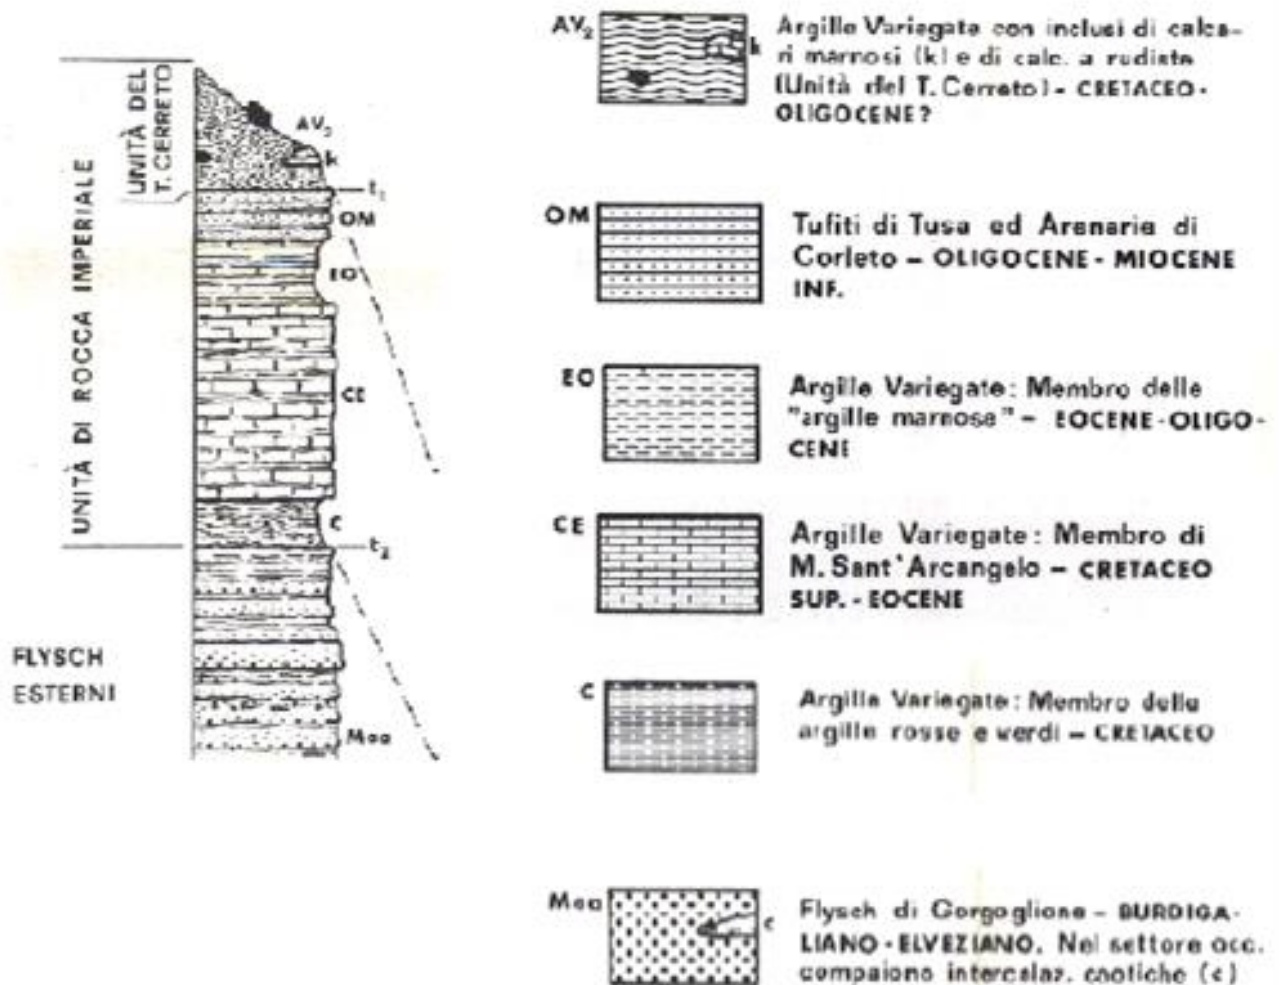 UNITÀ DEL
T. CERRETO
UNITÀ DI ROCCA IMPERIALE
AV₂
k
t₁
OM
EO
CE
C
t₂
FLYSCH
ESTERNI
Maa
AV₂
k
Argille Variegate con inclusi di calca-
ri marnosi (k) e di calc. a rudiste
(Unità del T. Cerreto) - CRETACEO -
OLIGOCENE?
OM
Tufiti di Tusa ed Arenarie di
Corleto – OLIGOCENE - MIOCENE
INF.
EO
Argille Variegate: Membro delle
"argille marnose" – EOCENE - OLIGO-
CENE
CE
Argille Variegate: Membro di
M. Sant'Arcangelo – CRETACEO
SUP. - EOCENE
C
Argille Variegate: Membro delle
argille rosse e verdi – CRETACEO
Maa
c
Flysch di Gorgoglione – BURDIGA-
LIANO - ELVEZIANO. Nel settore occ.
compaiono intercalaz. caotiche (c)